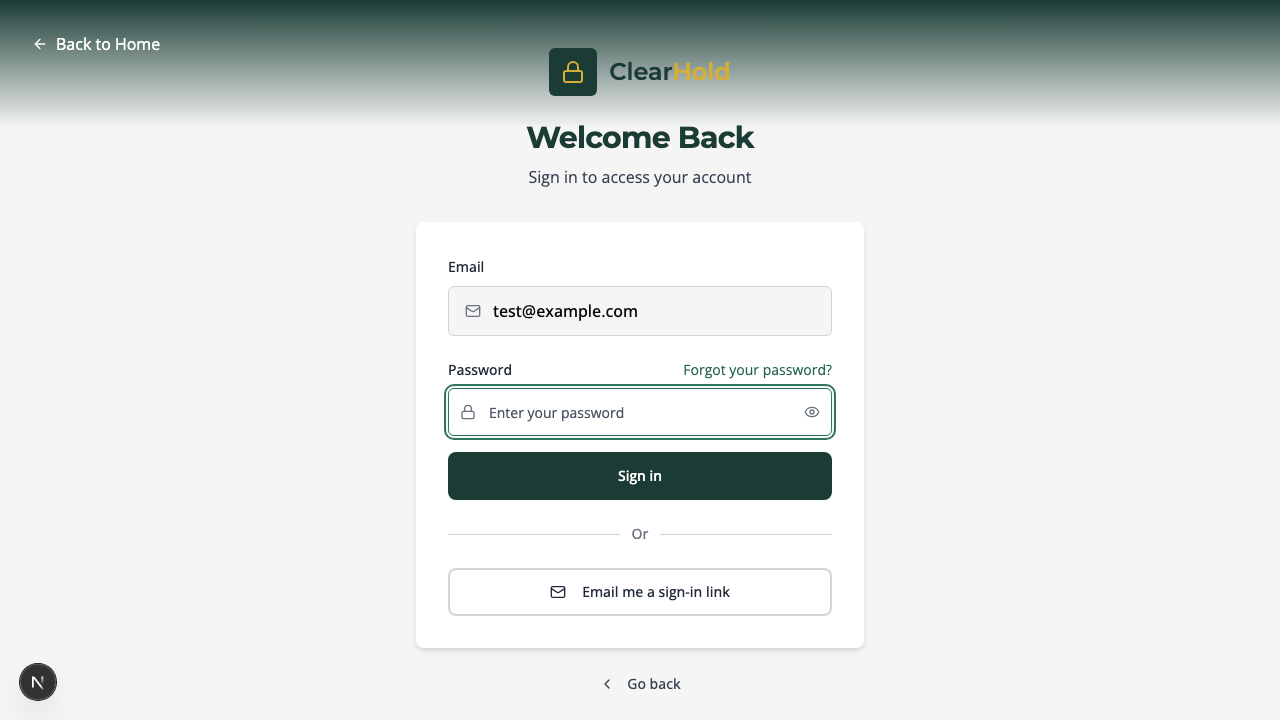 Back to Home
ClearHold
Welcome Back
Sign in to access your account
Email
test@example.com
Password Forgot your password?
Enter your password
Sign in
Or
Email me a sign-in link
Go back
N